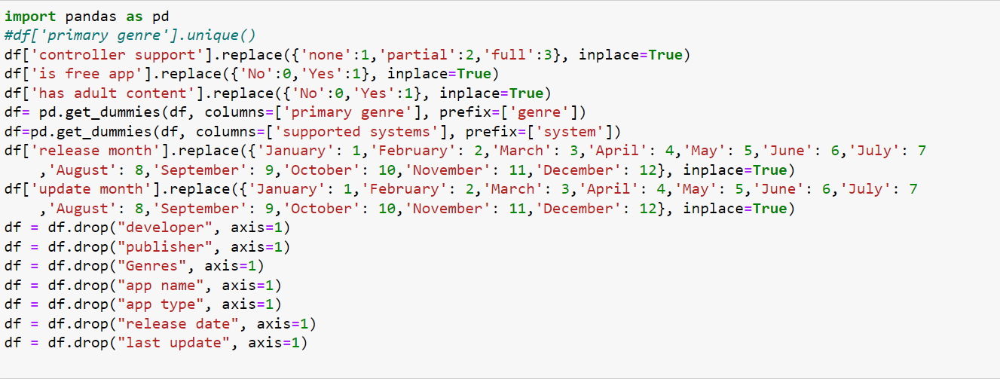 import pandas as pd
#df['primary genre'].unique()
df['controller support'].replace({'none':1,'partial':2,'full':3}, inplace=True)
df['is free app'].replace({'No':0,'Yes':1}, inplace=True)
df['has adult content'].replace({'No':0,'Yes':1}, inplace=True)
df= pd.get_dummies(df, columns=['primary genre'], prefix=['genre'])
df=pd.get_dummies(df, columns=['supported systems'], prefix=['system'])
df['release month'].replace({'January': 1,'February': 2,'March': 3,'April': 4,'May': 5,'June': 6,'July': 7
    ,'August': 8,'September': 9,'October': 10,'November': 11,'December': 12}, inplace=True)
df['update month'].replace({'January': 1,'February': 2,'March': 3,'April': 4,'May': 5,'June': 6,'July': 7
    ,'August': 8,'September': 9,'October': 10,'November': 11,'December': 12}, inplace=True)
df = df.drop("developer", axis=1)
df = df.drop("publisher", axis=1)
df = df.drop("Genres", axis=1)
df = df.drop("app name", axis=1)
df = df.drop("app type", axis=1)
df = df.drop("release date", axis=1)
df = df.drop("last update", axis=1)